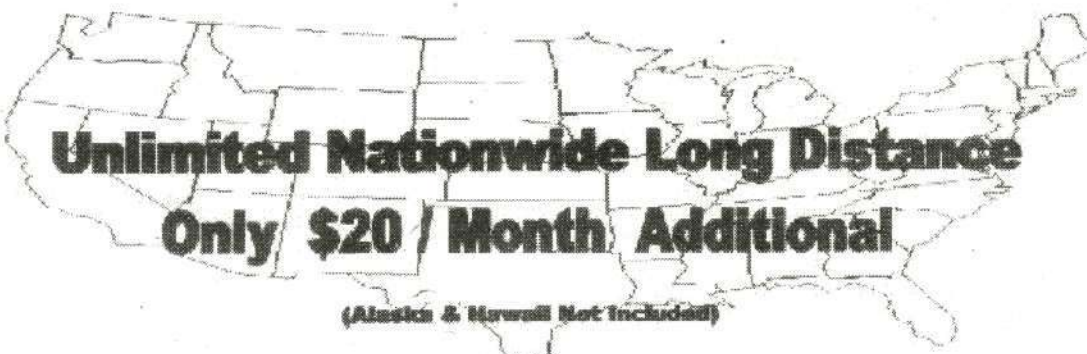 Unlimited Nationwide Long Distance
Only $20 / Month Additional
(Alaska & Hawaii Not Included)